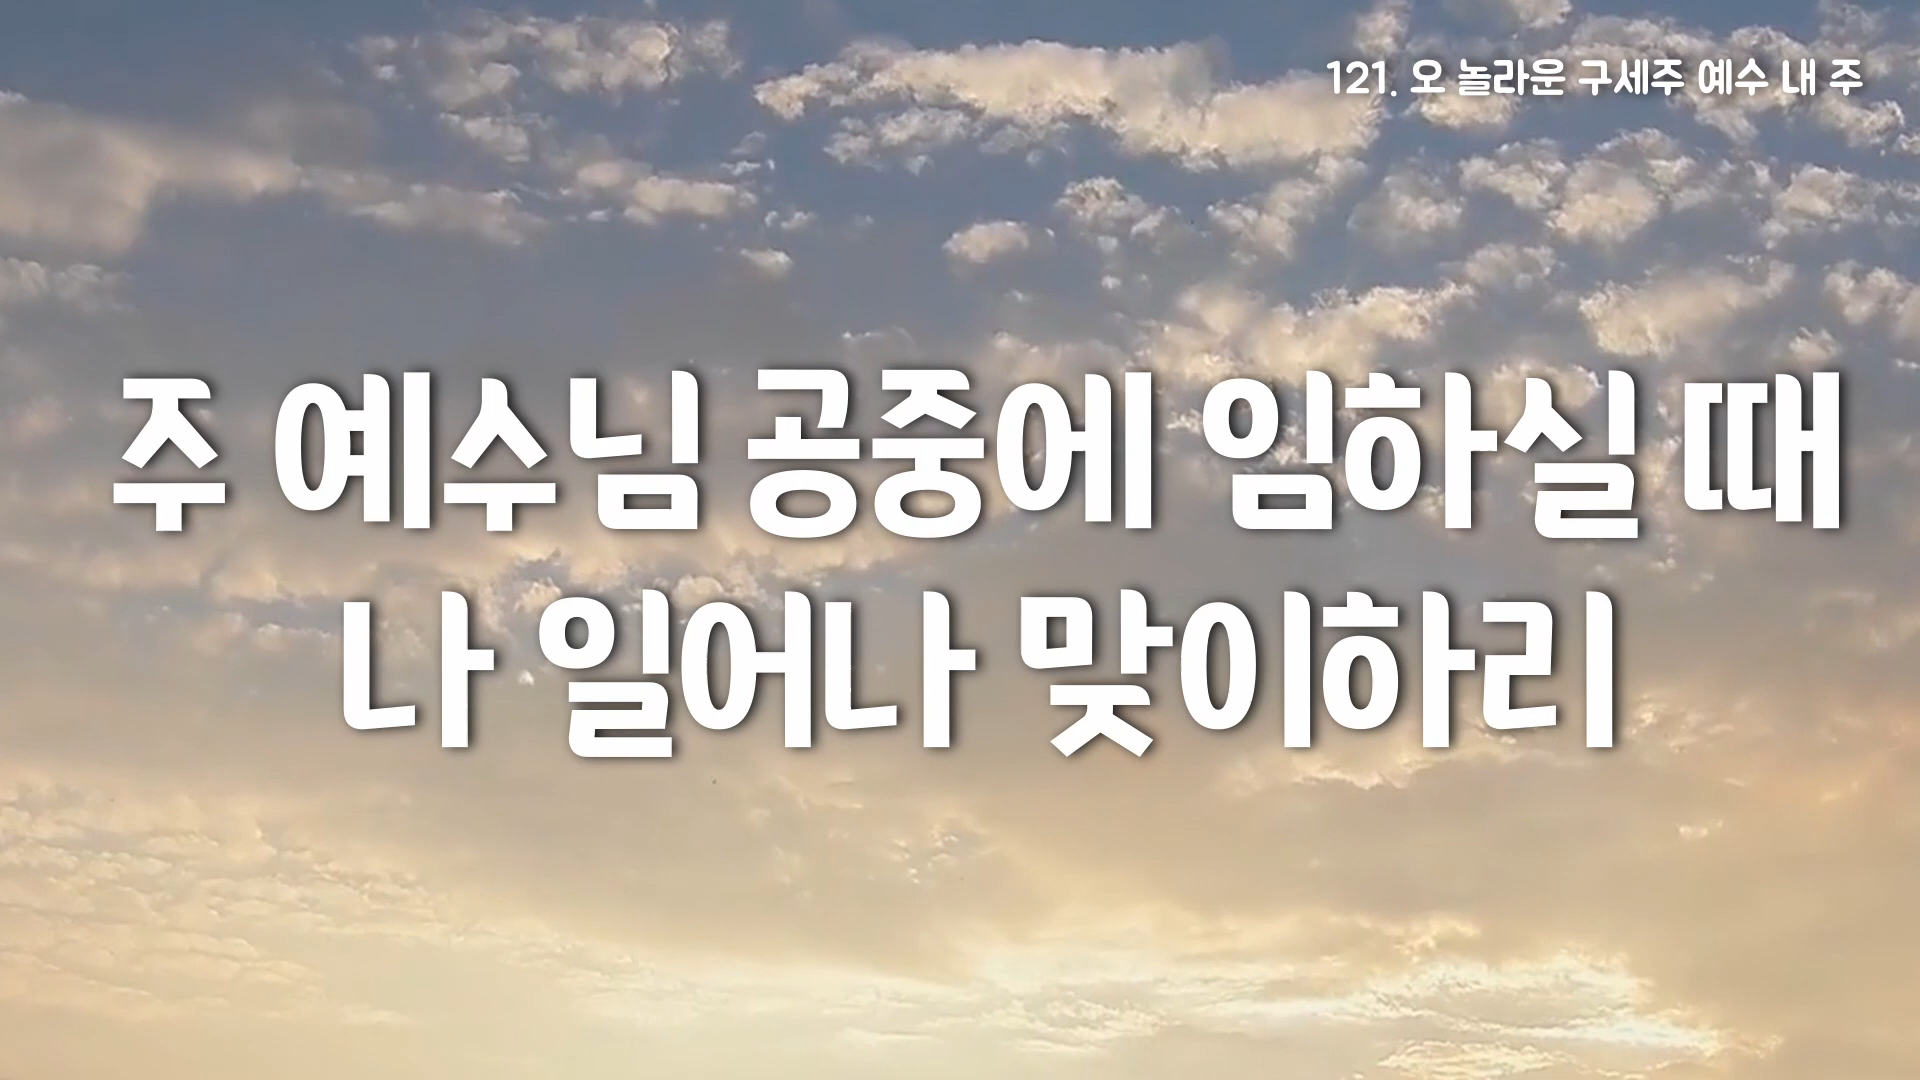 121. 오 놀라운 구세주 예수 내 주
주 예수님 공중에 임하실 때
나 일어나 맞이하리